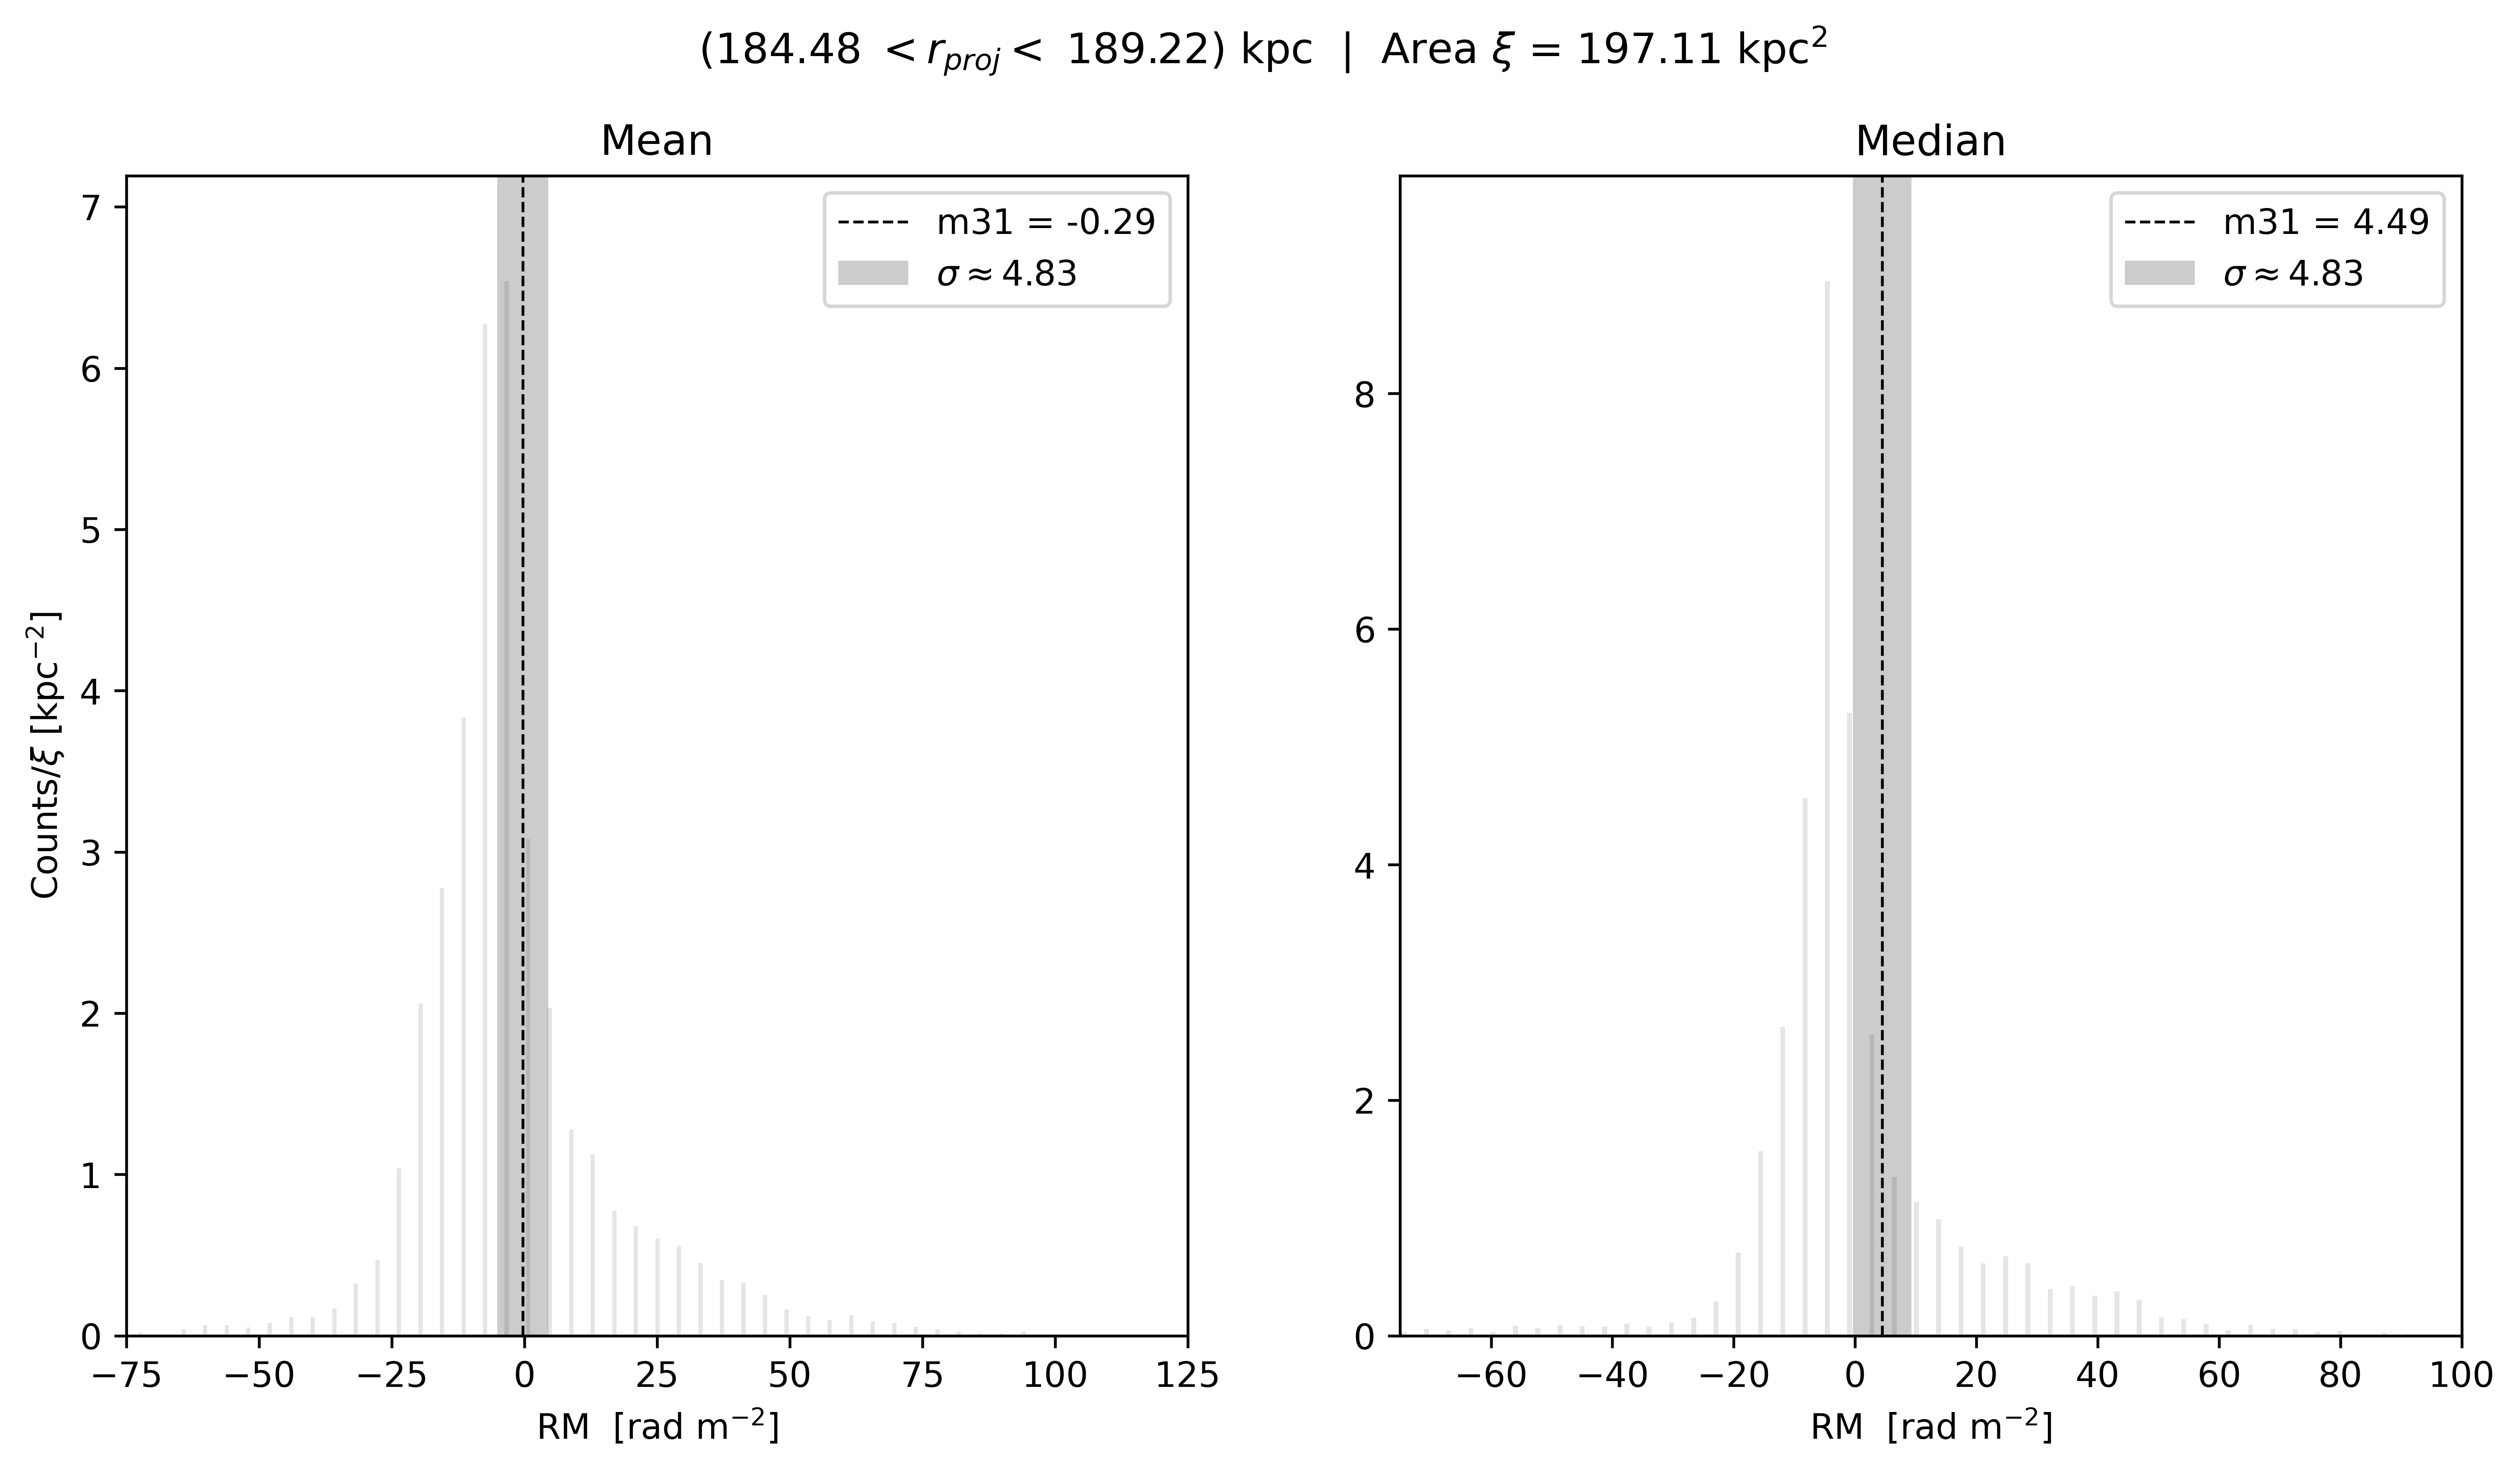 (184.48 < r_proj < 189.22) kpc | Area ξ = 197.11 kpc²
Mean
Counts/ξ [kpc⁻²]
7
6
5
4
3
2
1
0
m31 = -0.29
σ ≈ 4.83
−75 −50 −25 0 25 50 75 100 125
RM [rad m⁻²]
Median
8
6
4
2
0
m31 = 4.49
σ ≈ 4.83
−60 −40 −20 0 20 40 60 80 100
RM [rad m⁻²]